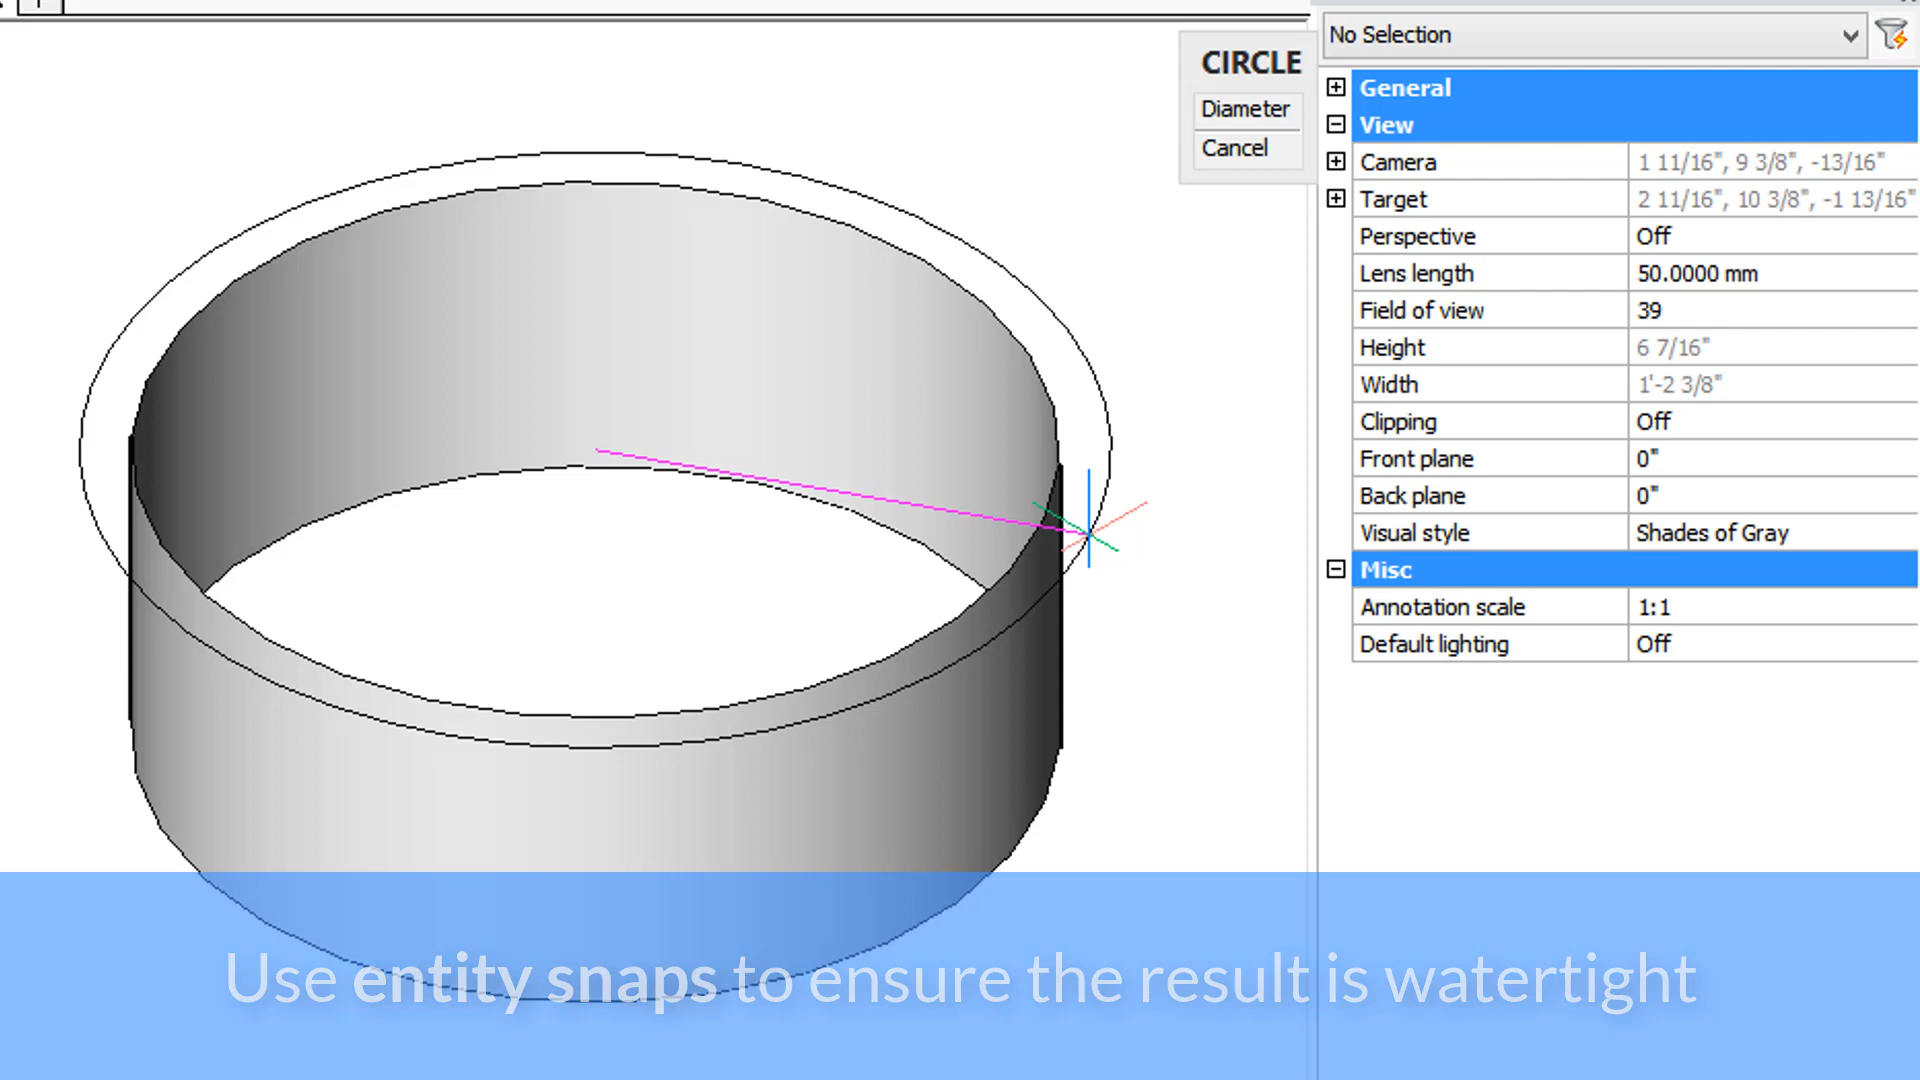 No Selection
CIRCLE
Diameter
Cancel
General
View
Camera 1 11/16", 9 3/8", -13/16"
Target 2 11/16", 10 3/8", -1 13/16"
Perspective Off
Lens length 50.0000 mm
Field of view 39
Height 6 7/16"
Width 1'-2 3/8"
Clipping Off
Front plane 0"
Back plane 0"
Visual style Shades of Gray
Misc
Annotation scale 1:1
Default lighting Off
Use entity snaps to ensure the result is watertight